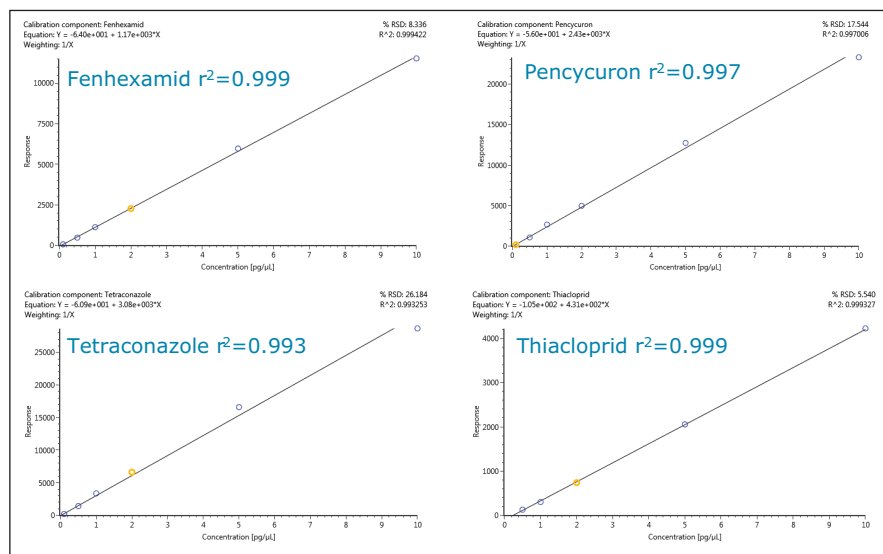 Calibration component: Fenhexamid % RSD: 8.336
Equation: Y = -6.40e+001 + 1.17e+003*X R^2: 0.999422
Weighting: 1/X
Fenhexamid r²=0.999
10000
7500
5000
2500
0
Response
0 1 2 3 4 5 6 7 8 9 10
Concentration [pg/µL]
Calibration component: Pencycuron % RSD: 17.544
Equation: Y = -5.60e+001 + 2.43e+003*X R^2: 0.997006
Weighting: 1/X
Pencycuron r²=0.997
20000
15000
10000
5000
0
Response
0 1 2 3 4 5 6 7 8 9 10
Concentration [pg/µL]
Calibration component: Tetraconazole % RSD: 26.184
Equation: Y = -6.09e+001 + 3.08e+003*X R^2: 0.993253
Weighting: 1/X
Tetraconazole r²=0.993
25000
20000
15000
10000
5000
0
Response
0 1 2 3 4 5 6 7 8 9 10
Concentration [pg/µL]
Calibration component: Thiacloprid % RSD: 5.540
Equation: Y = -1.05e+002 + 4.31e+002*X R^2: 0.999327
Weighting: 1/X
Thiacloprid r²=0.999
4000
3000
2000
1000
0
Response
0 1 2 3 4 5 6 7 8 9 10
Concentration [pg/µL]